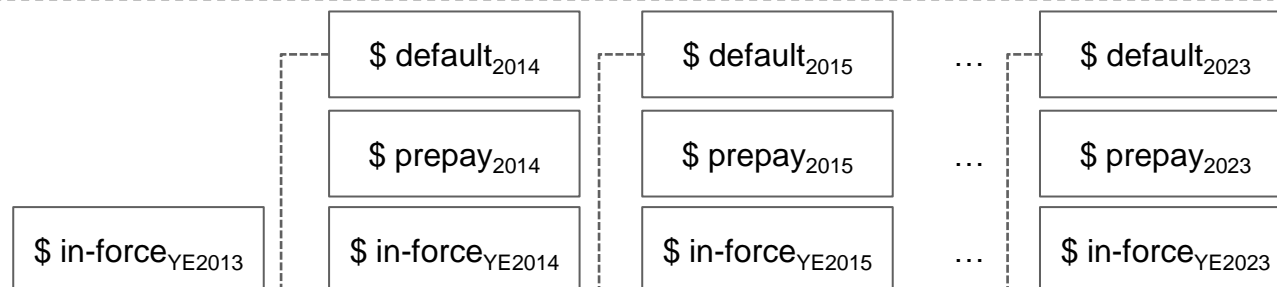 $ default2014 $ default2015 … $ default2023
$ prepay2014 $ prepay2015 … $ prepay2023
$ in-forceYE2013 $ in-forceYE2014 $ in-forceYE2015 … $ in-forceYE2023